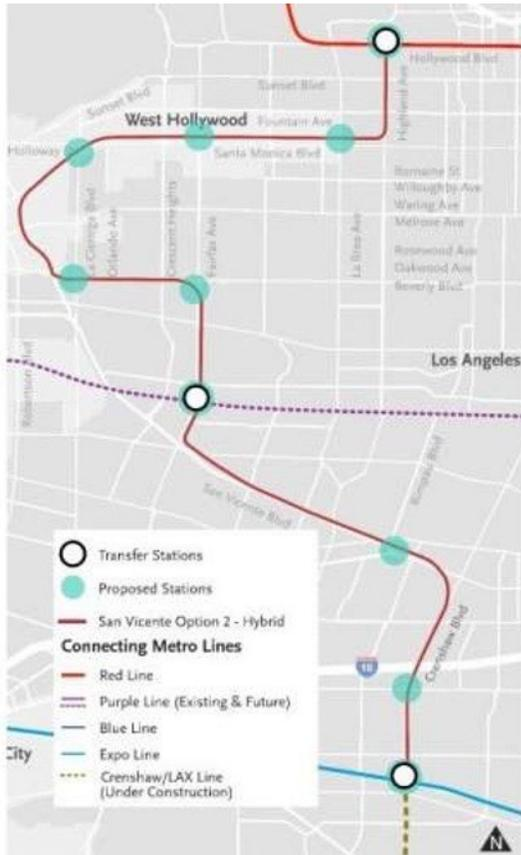 Hollywood Blvd
Sunset Blvd
Sunset Blvd
Highland Ave
West Hollywood
Fountain Ave
Holloway
Santa Monica Blvd
Romaine St
Willoughby Ave
Waring Ave
Melrose Ave
La Cienega Blvd
Orlando Ave
Crescent Heights
Fairfax Ave
La Brea Ave
Rosewood Ave
Oakwood Ave
Beverly Blvd
Robertson Blvd
Los Angeles
San Vicente Blvd
Rimpau Blvd
Crenshaw Blvd
10
Transfer Stations
Proposed Stations
San Vicente Option 2 - Hybrid
Connecting Metro Lines
Red Line
Purple Line (Existing & Future)
Blue Line
Expo Line
Crenshaw/LAX Line
(Under Construction)
City
N